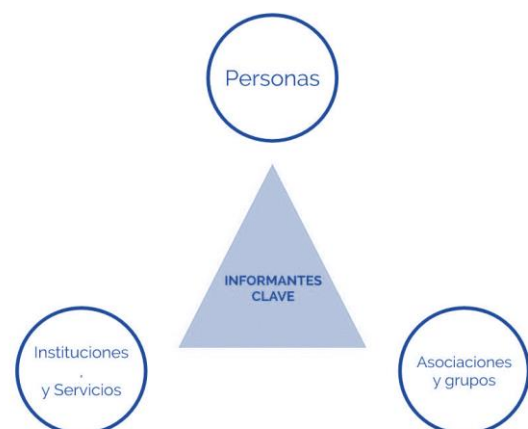 Personas
INFORMANTES
CLAVE
Instituciones
.
y Servicios
Asociaciones
y grupos